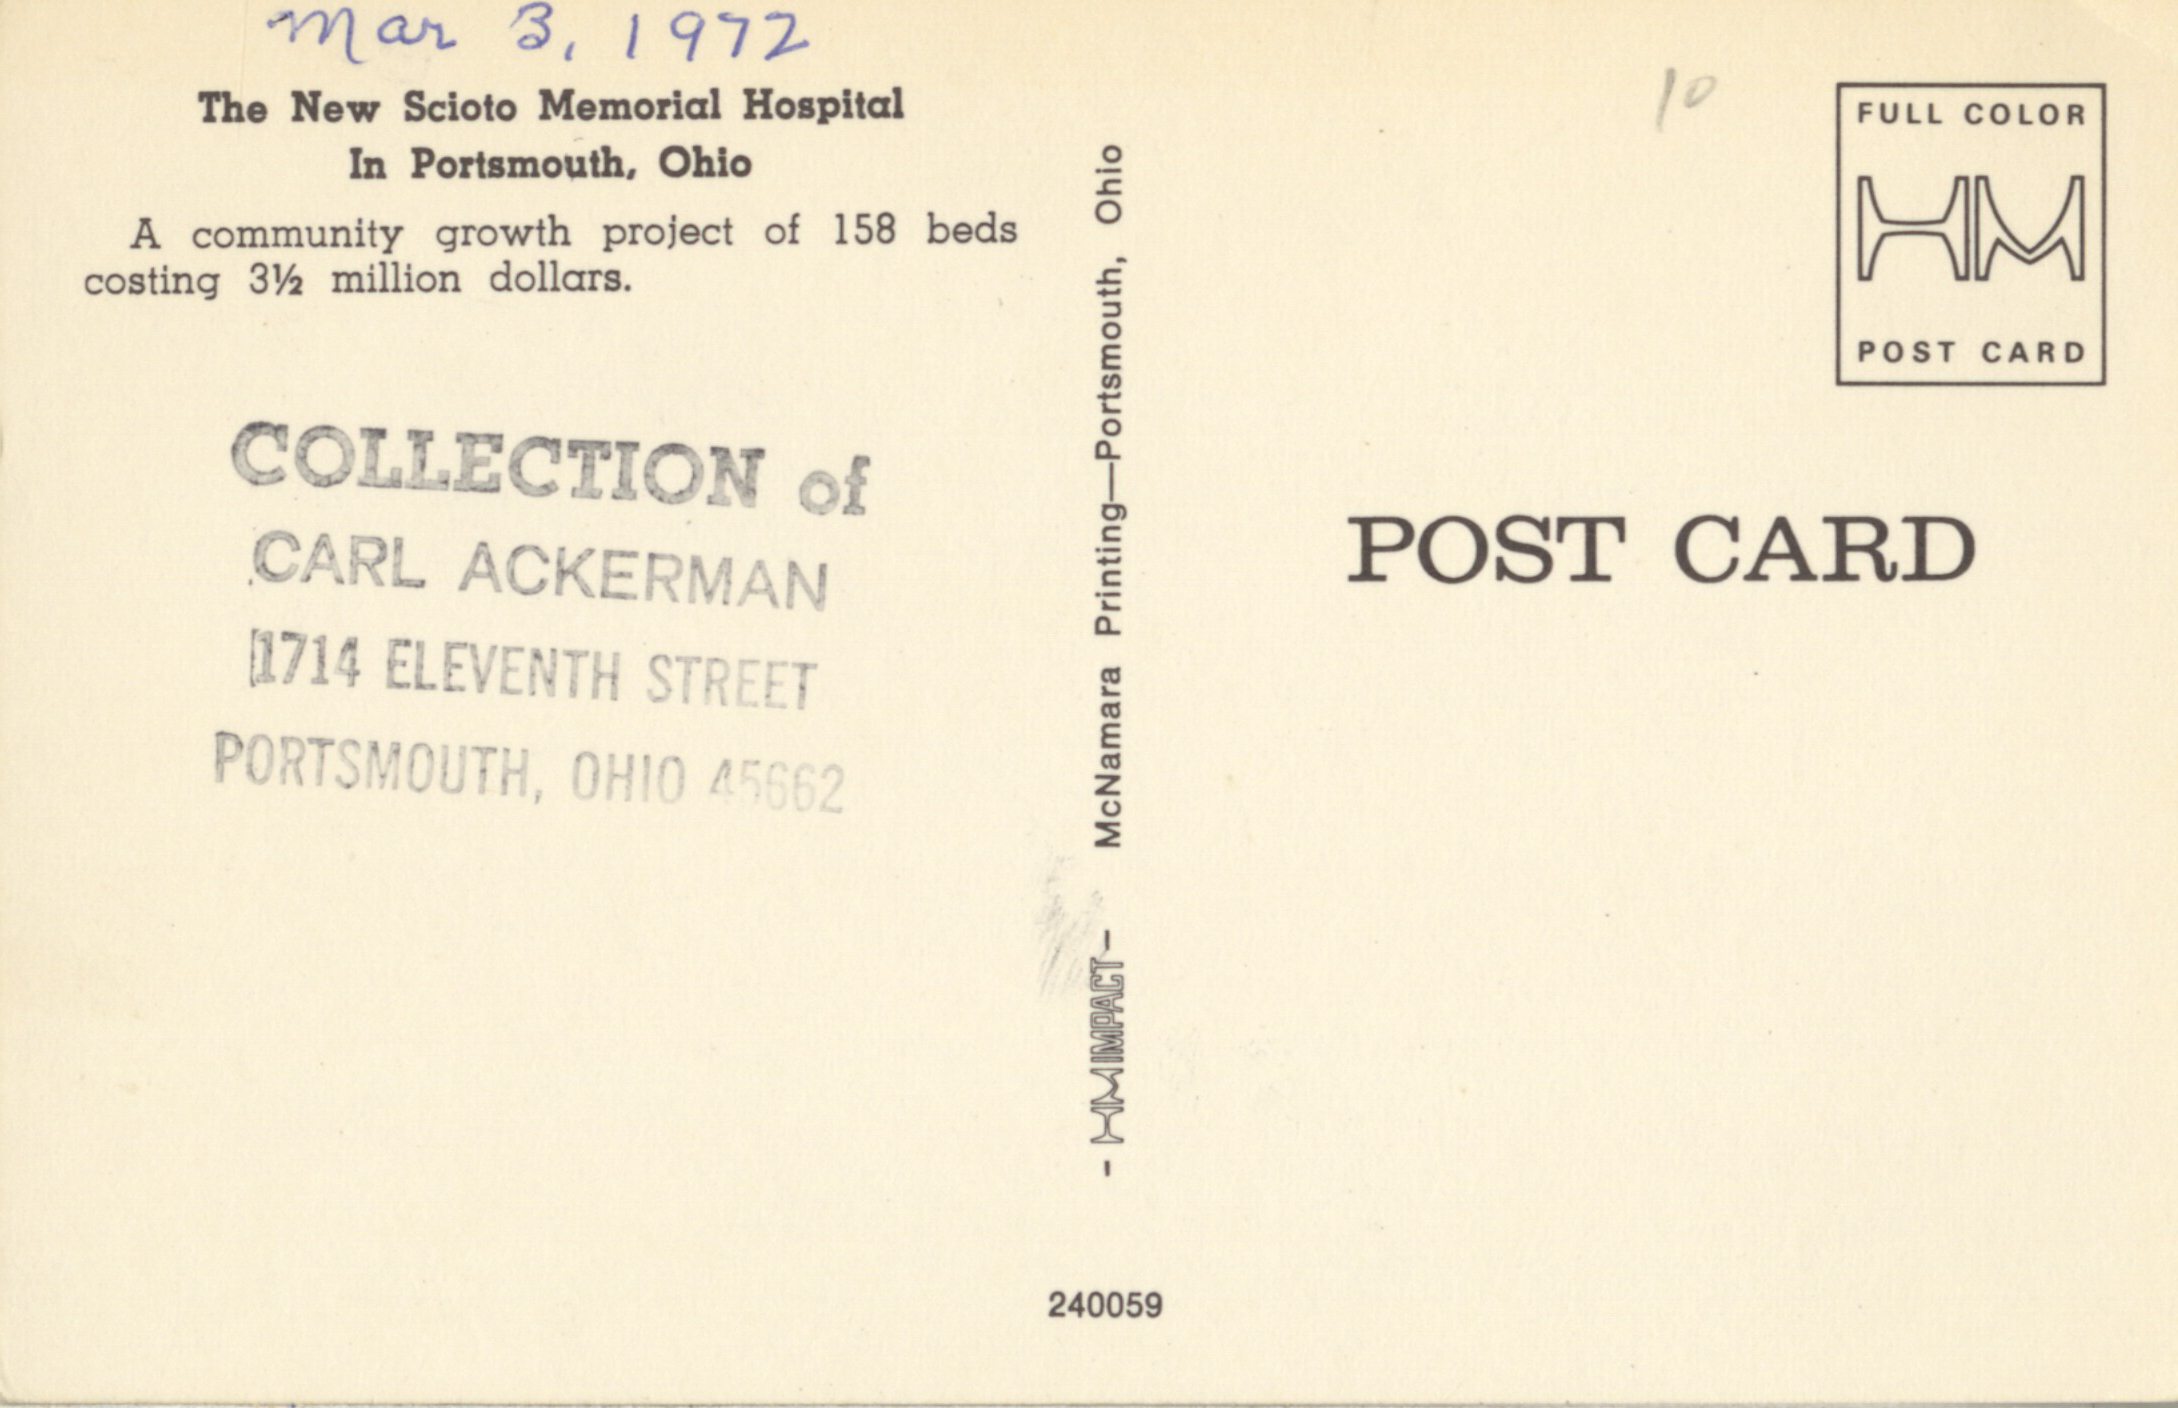 Mar 3, 1972
The New Scioto Memorial Hospital
In Portsmouth, Ohio
A community growth project of 158 beds
costing 3½ million dollars.
COLLECTION of
CARL ACKERMAN
1714 ELEVENTH STREET
PORTSMOUTH, OHIO 45662
- HM IMPACT - McNamara Printing—Portsmouth, Ohio
240059
10
FULL COLOR
HM
POST CARD
POST CARD